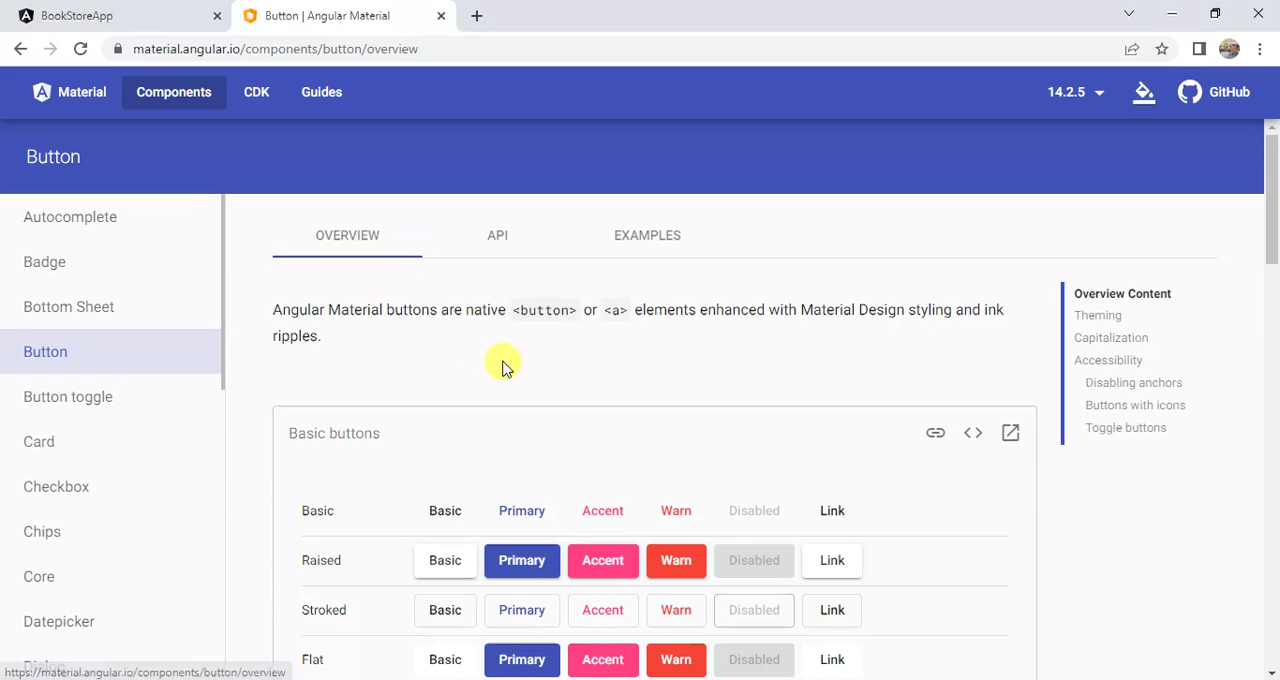 BookStoreApp
Button | Angular Material
material.angular.io/components/button/overview
Material
Components
CDK
Guides
14.2.5
GitHub
Button
Autocomplete
Badge
Bottom Sheet
Button
Button toggle
Card
Checkbox
Chips
Core
Datepicker
Dialog
OVERVIEW
API
EXAMPLES
Angular Material buttons are native <button> or <a> elements enhanced with Material Design styling and ink
ripples.
Overview Content
Theming
Capitalization
Accessibility
Disabling anchors
Buttons with icons
Toggle buttons
Basic buttons
Basic Basic Primary Accent Warn Disabled Link
Raised Basic Primary Accent Warn Disabled Link
Stroked Basic Primary Accent Warn Disabled Link
Flat Basic Primary Accent Warn Disabled Link
https://material.angular.io/components/button/overview